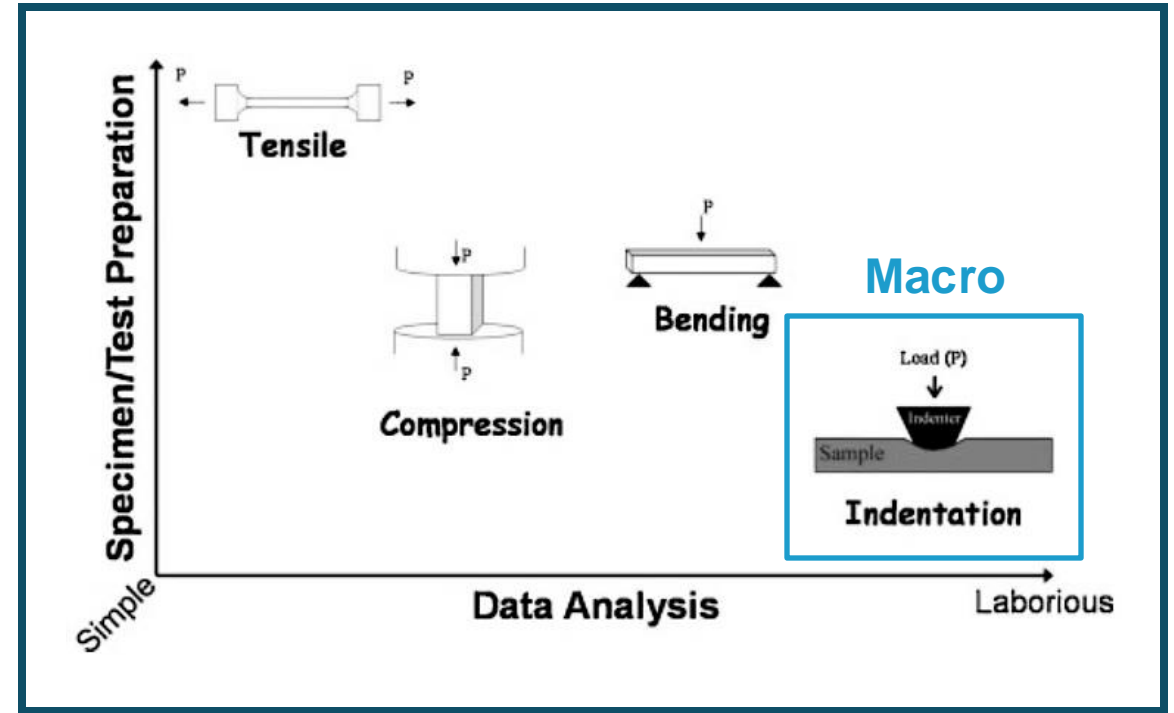 Specimen/Test Preparation
P
P
Tensile
P
P
Compression
P
Bending
Macro
Load (P)
Indenter
Sample
Indentation
Simple
Data Analysis
Laborious